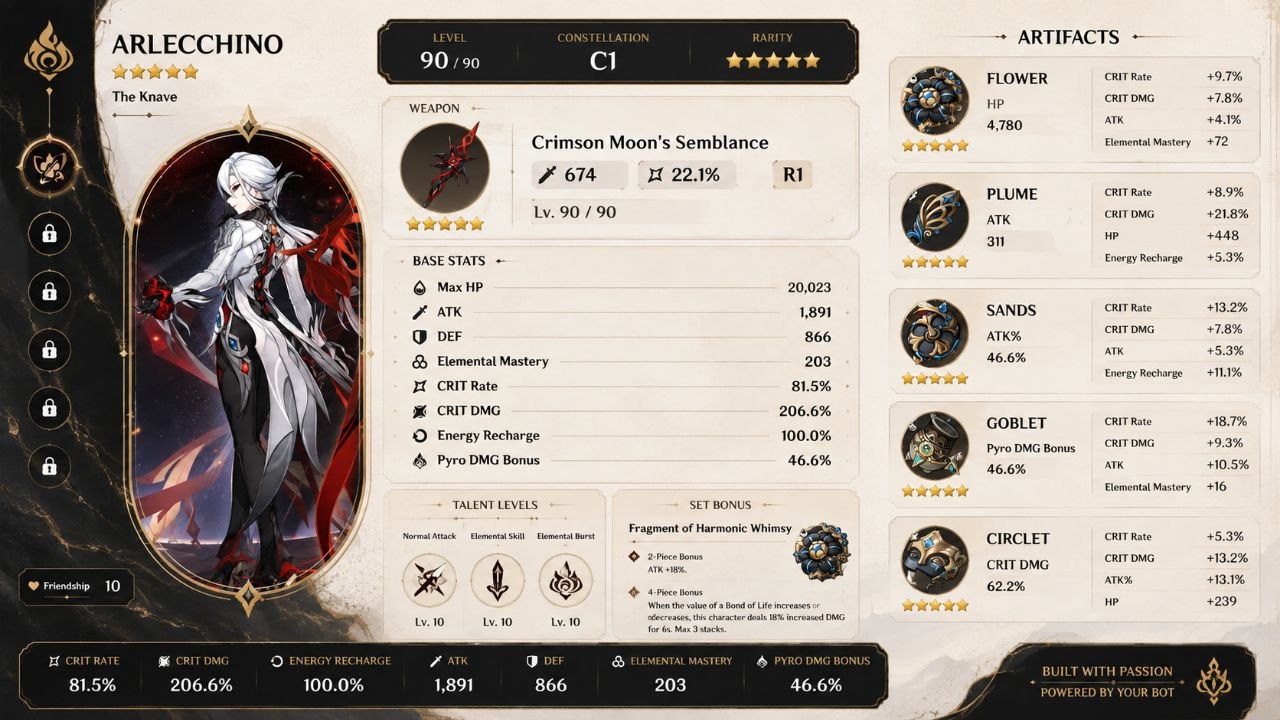 ARLECCHINO
The Knave
Friendship 10
LEVEL
90 / 90
CONSTELLATION
C1
RARITY
WEAPON
Crimson Moon's Semblance
674
22.1%
R1
Lv. 90 / 90
BASE STATS
Max HP 20,023
ATK 1,891
DEF 866
Elemental Mastery 203
CRIT Rate 81.5%
CRIT DMG 206.6%
Energy Recharge 100.0%
Pyro DMG Bonus 46.6%
TALENT LEVELS
Normal Attack
Elemental Skill
Elemental Burst
Lv. 10
Lv. 10
Lv. 10
SET BONUS
Fragment of Harmonic Whimsy
2-Piece Bonus
ATK +18%.
4-Piece Bonus
When the value of a Bond of Life increases or
decreases, this character deals 18% increased DMG
for 6s. Max 3 stacks.
ARTIFACTS
FLOWER
HP
4,780
CRIT Rate +9.7%
CRIT DMG +7.8%
ATK +4.1%
Elemental Mastery +72
PLUME
ATK
311
CRIT Rate +8.9%
CRIT DMG +21.8%
HP +448
Energy Recharge +5.3%
SANDS
ATK%
46.6%
CRIT Rate +13.2%
CRIT DMG +7.8%
ATK +5.3%
Energy Recharge +11.1%
GOBLET
Pyro DMG Bonus
46.6%
CRIT Rate +18.7%
CRIT DMG +9.3%
ATK +10.5%
Elemental Mastery +16
CIRCLET
CRIT DMG
62.2%
CRIT Rate +5.3%
CRIT DMG +13.2%
ATK% +13.1%
HP +239
CRIT RATE
81.5%
CRIT DMG
206.6%
ENERGY RECHARGE
100.0%
ATK
1,891
DEF
866
ELEMENTAL MASTERY
203
PYRO DMG BONUS
46.6%
BUILT WITH PASSION
POWERED BY YOUR BOT